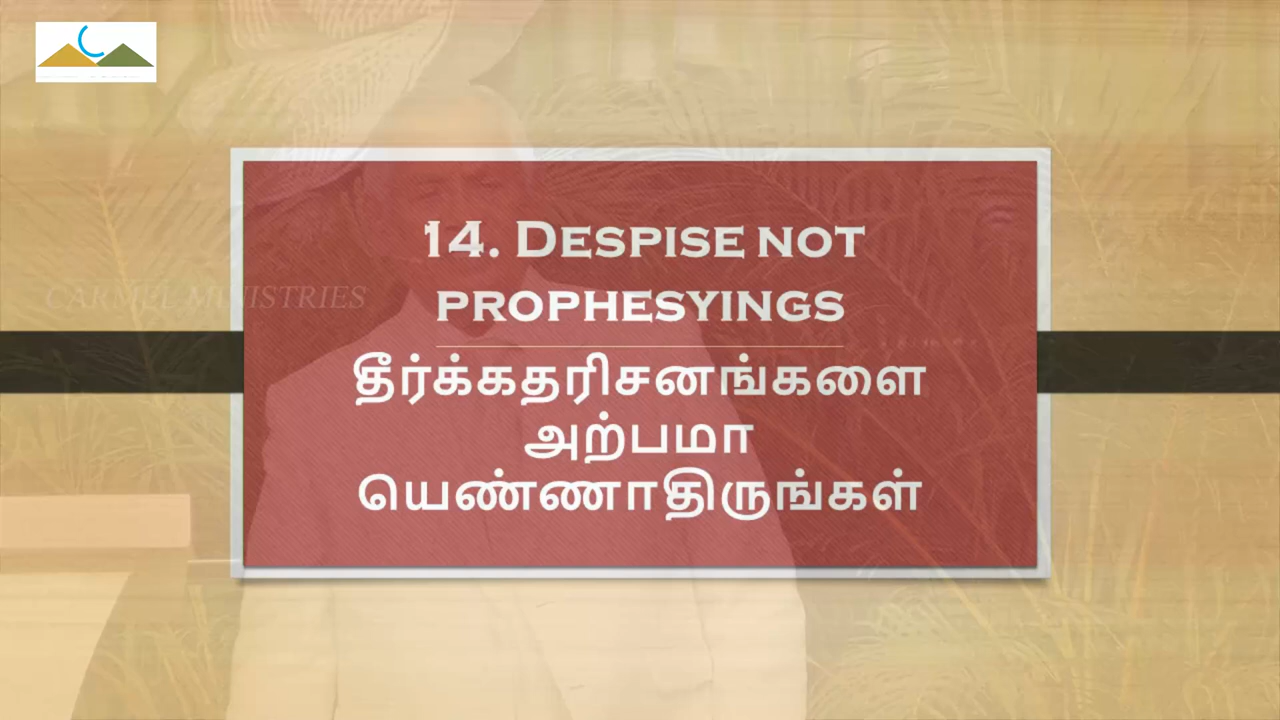 14. DESPISE NOT
PROPHESYINGS
CARMEL MINISTRIES
தீர்க்கதரிசனங்களை
அற்பமா
யெண்ணாதிருங்கள்